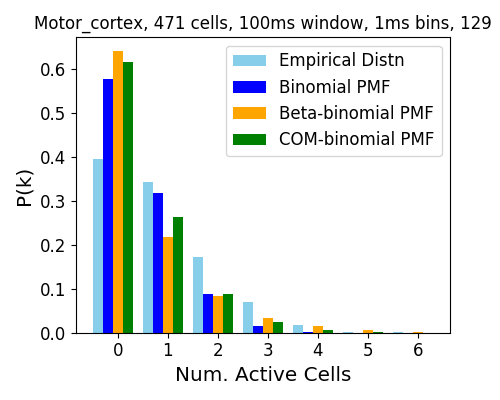 Motor_cortex, 471 cells, 100ms window, 1ms bins, 129
Empirical Distn
Binomial PMF
Beta-binomial PMF
COM-binomial PMF
P(k)
0.6
0.5
0.4
0.3
0.2
0.1
0.0
0 1 2 3 4 5 6
Num. Active Cells